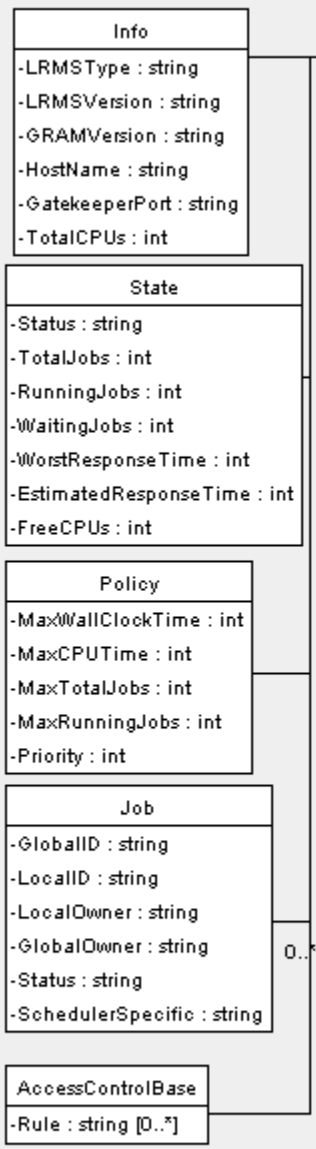 Info
-LRMSType : string
-LRMSVersion : string
-GRAMVersion : string
-HostName : string
-GatekeeperPort : string
-TotalCPUs : int
State
-Status : string
-TotalJobs : int
-RunningJobs : int
-WaitingJobs : int
-WorstResponseTime : int
-EstimatedResponseTime : int
-FreeCPUs : int
Policy
-MaxWallClockTime : int
-MaxCPUTime : int
-MaxTotalJobs : int
-MaxRunningJobs : int
-Priority : int
Job
-GlobalID : string
-LocalID : string
-LocalOwner : string
-GlobalOwner : string
0..*
-Status : string
-SchedulerSpecific : string
AccessControlBase
-Rule : string [0..*]